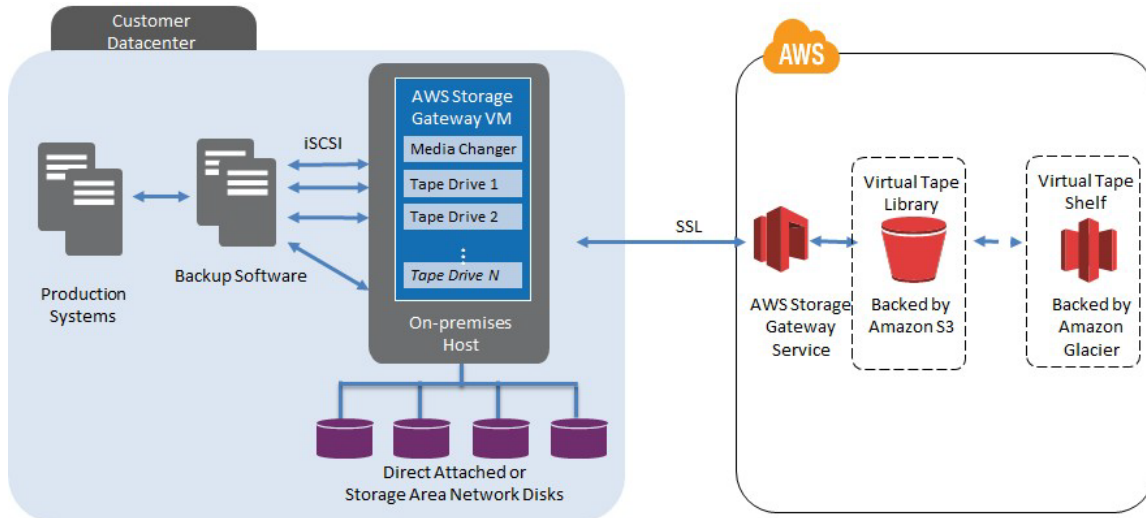 Customer
Datacenter
AWS
AWS Storage
Gateway VM
iSCSI
Media Changer
Tape Drive 1
Tape Drive 2
⋮
Tape Drive N
Backup Software
Production
Systems
On-premises
Host
Direct Attached or
Storage Area Network Disks
SSL
AWS Storage
Gateway
Service
Virtual Tape
Library
Backed by
Amazon S3
Virtual Tape
Shelf
Backed by
Amazon
Glacier